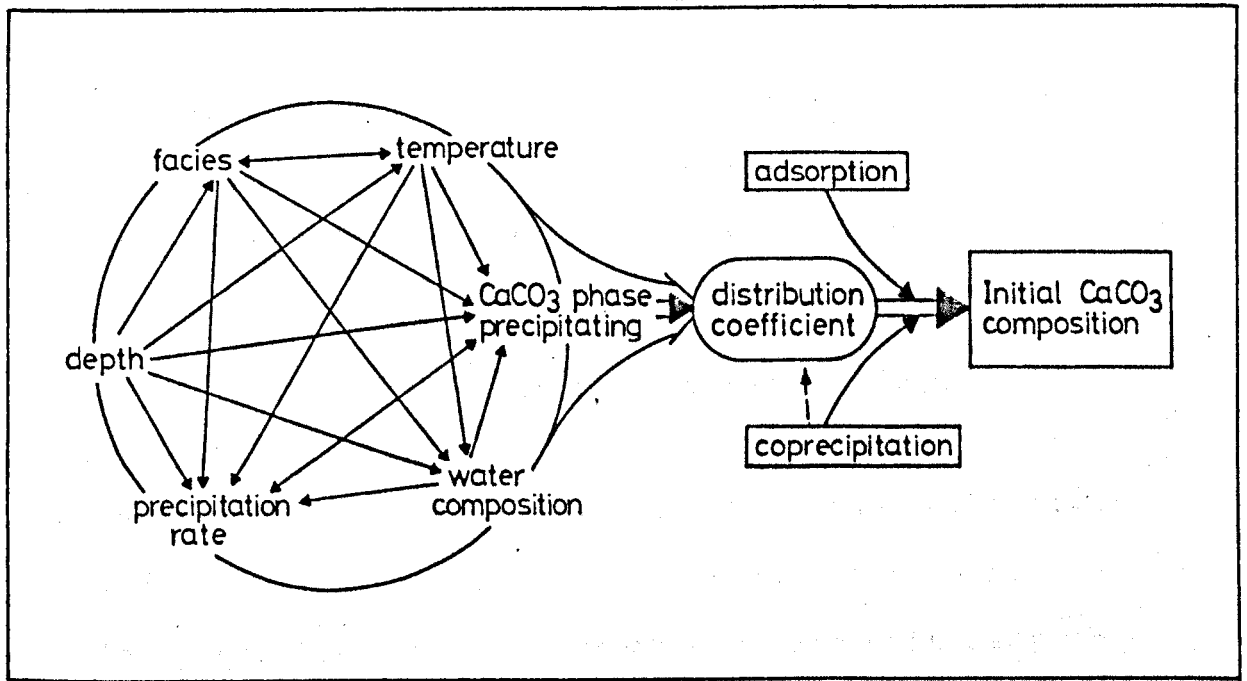 facies
temperature
adsorption
CaCO3 phase
precipitating
distribution
coefficient
Initial CaCO3
composition
depth
coprecipitation
water
composition
precipitation
rate